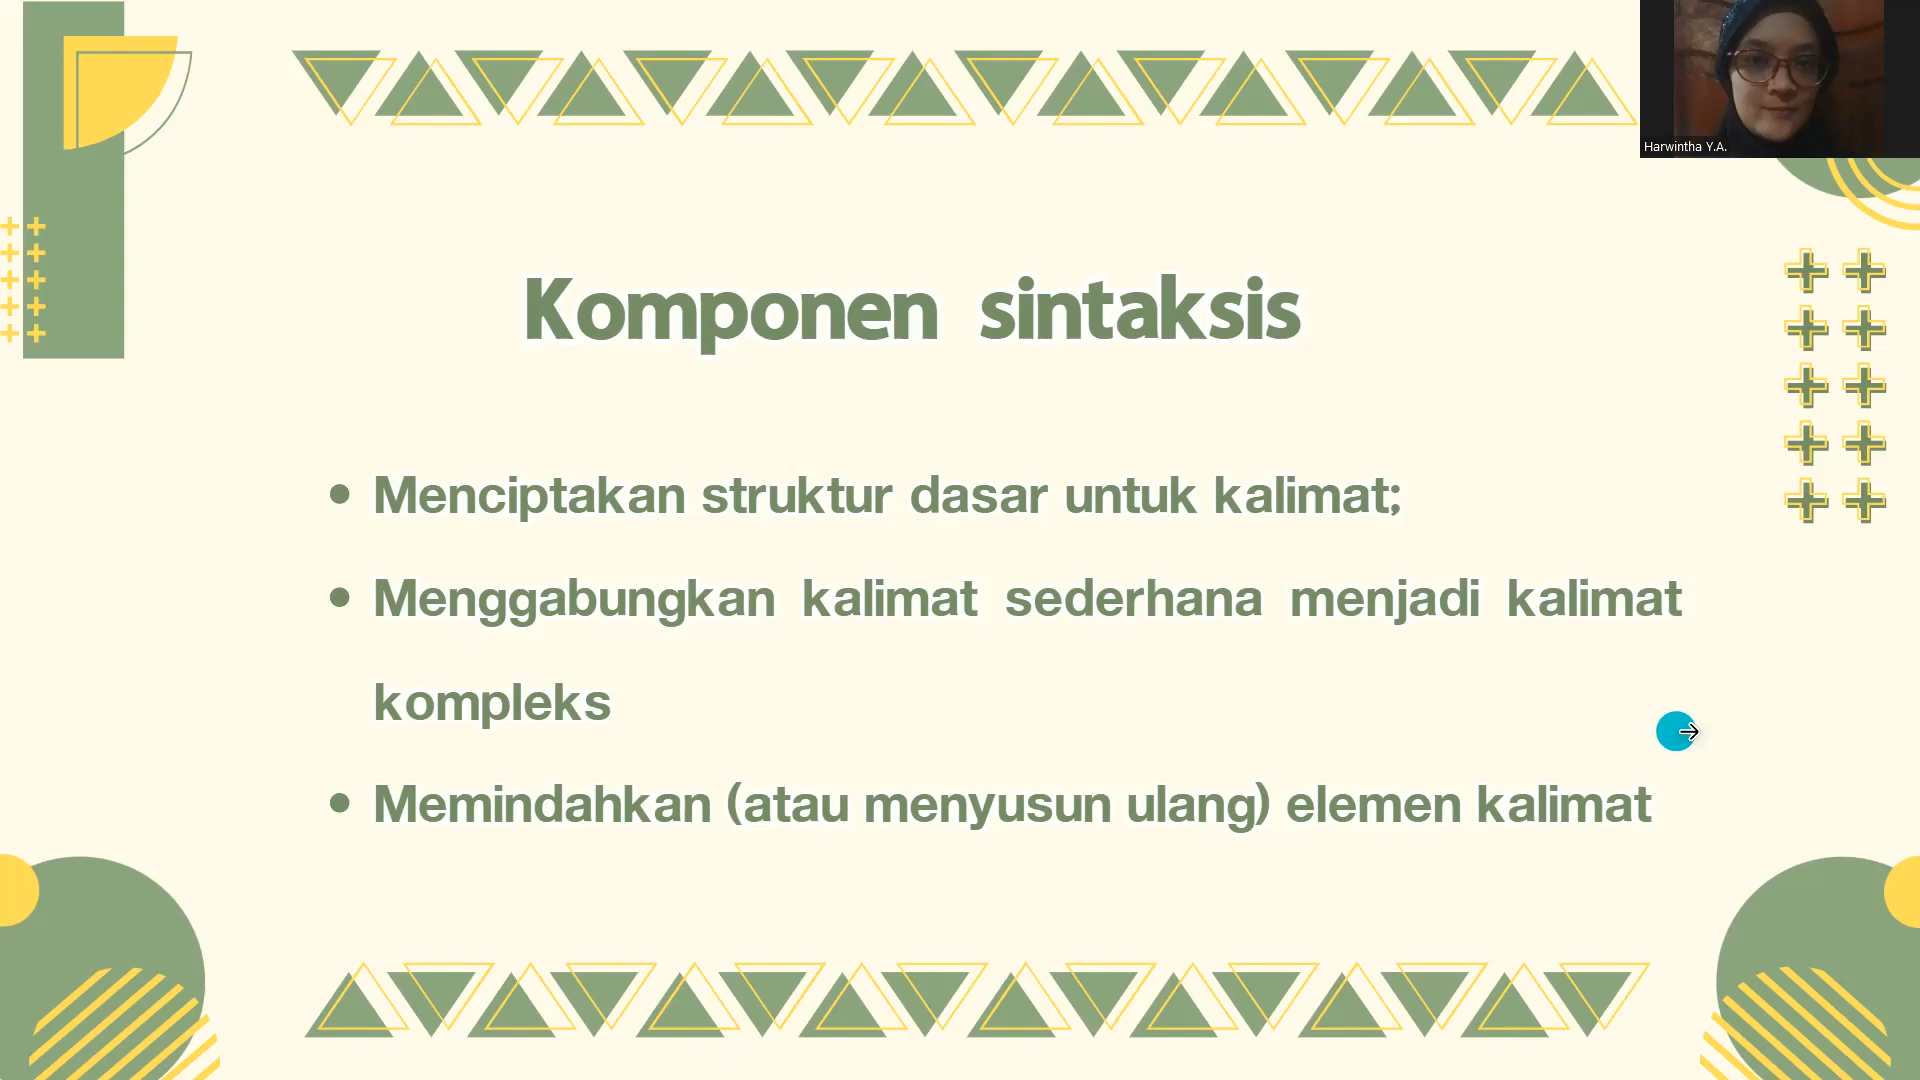 Harwintha Y.A.
Komponen sintaksis
Menciptakan struktur dasar untuk kalimat;
Menggabungkan kalimat sederhana menjadi kalimat
kompleks
Memindahkan (atau menyusun ulang) elemen kalimat